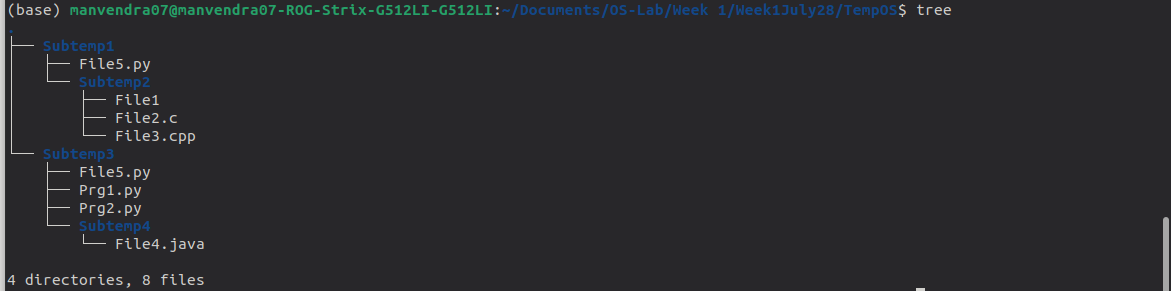 (base) manvendra07@manvendra07-ROG-Strix-G512LI-G512LI:~/Documents/OS-Lab/Week 1/Week1July28/TempOS$ tree
.
├── Subtemp1
│   ├── File5.py
│   └── Subtemp2
│       ├── File1
│       ├── File2.c
│       └── File3.cpp
└── Subtemp3
    ├── File5.py
    ├── Prg1.py
    ├── Prg2.py
    └── Subtemp4
        └── File4.java

4 directories, 8 files